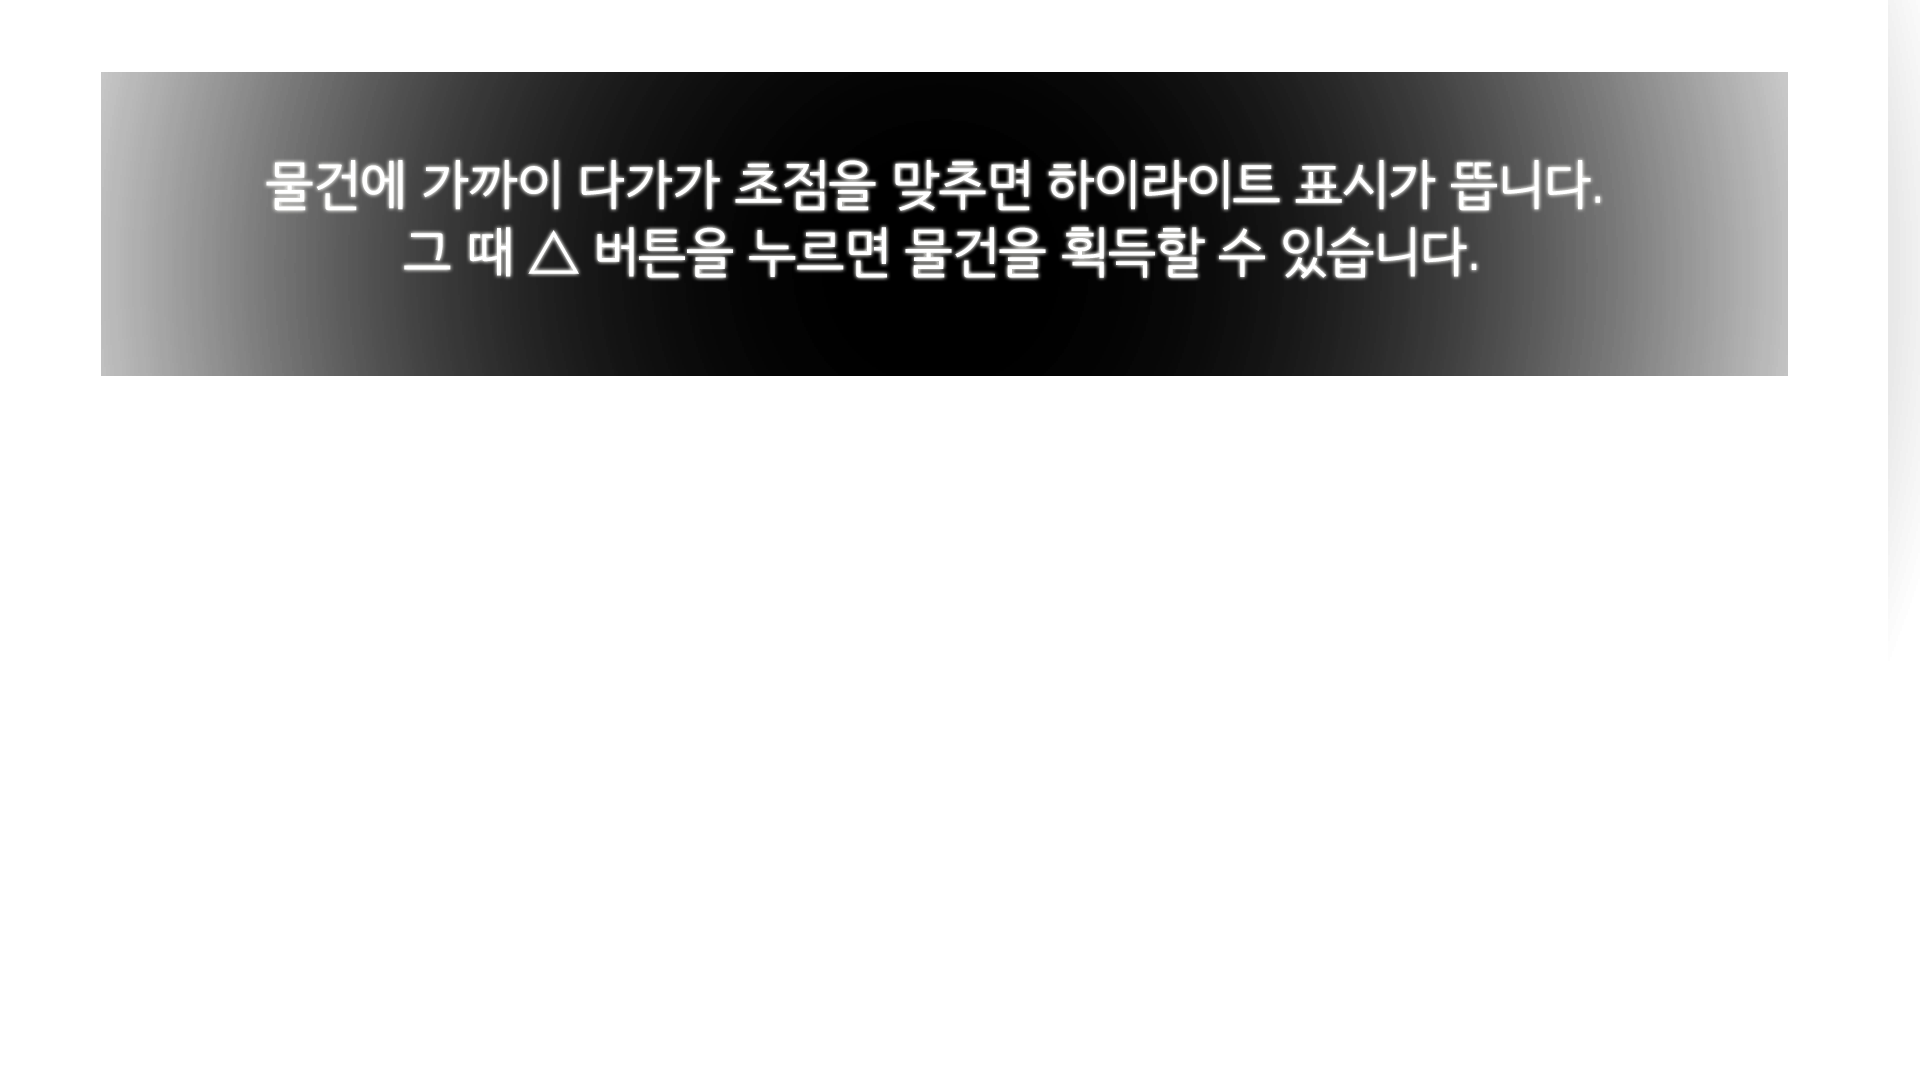 물건에 가까이 다가가 초점을 맞추면 하이라이트 표시가 뜹니다.
그 때 △ 버튼을 누르면 물건을 획득할 수 있습니다.